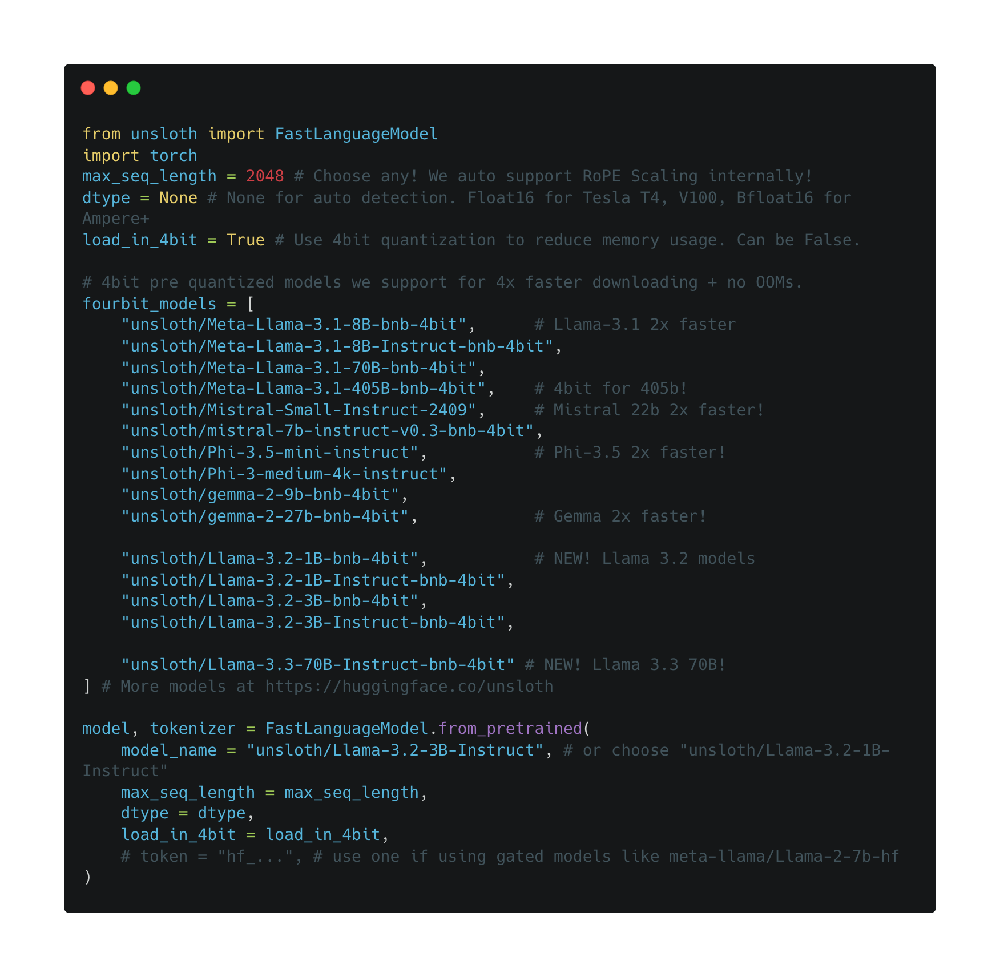 from unsloth import FastLanguageModel
import torch
max_seq_length = 2048 # Choose any! We auto support RoPE Scaling internally!
dtype = None # None for auto detection. Float16 for Tesla T4, V100, Bfloat16 for
Ampere+
load_in_4bit = True # Use 4bit quantization to reduce memory usage. Can be False.

# 4bit pre quantized models we support for 4x faster downloading + no OOMs.
fourbit_models = [
    "unsloth/Meta-Llama-3.1-8B-bnb-4bit",      # Llama-3.1 2x faster
    "unsloth/Meta-Llama-3.1-8B-Instruct-bnb-4bit",
    "unsloth/Meta-Llama-3.1-70B-bnb-4bit",
    "unsloth/Meta-Llama-3.1-405B-bnb-4bit",    # 4bit for 405b!
    "unsloth/Mistral-Small-Instruct-2409",     # Mistral 22b 2x faster!
    "unsloth/mistral-7b-instruct-v0.3-bnb-4bit",
    "unsloth/Phi-3.5-mini-instruct",           # Phi-3.5 2x faster!
    "unsloth/Phi-3-medium-4k-instruct",
    "unsloth/gemma-2-9b-bnb-4bit",
    "unsloth/gemma-2-27b-bnb-4bit",            # Gemma 2x faster!

    "unsloth/Llama-3.2-1B-bnb-4bit",           # NEW! Llama 3.2 models
    "unsloth/Llama-3.2-1B-Instruct-bnb-4bit",
    "unsloth/Llama-3.2-3B-bnb-4bit",
    "unsloth/Llama-3.2-3B-Instruct-bnb-4bit",

    "unsloth/Llama-3.3-70B-Instruct-bnb-4bit" # NEW! Llama 3.3 70B!
] # More models at https://huggingface.co/unsloth

model, tokenizer = FastLanguageModel.from_pretrained(
    model_name = "unsloth/Llama-3.2-3B-Instruct", # or choose "unsloth/Llama-3.2-1B-
Instruct"
    max_seq_length = max_seq_length,
    dtype = dtype,
    load_in_4bit = load_in_4bit,
    # token = "hf_...", # use one if using gated models like meta-llama/Llama-2-7b-hf
)